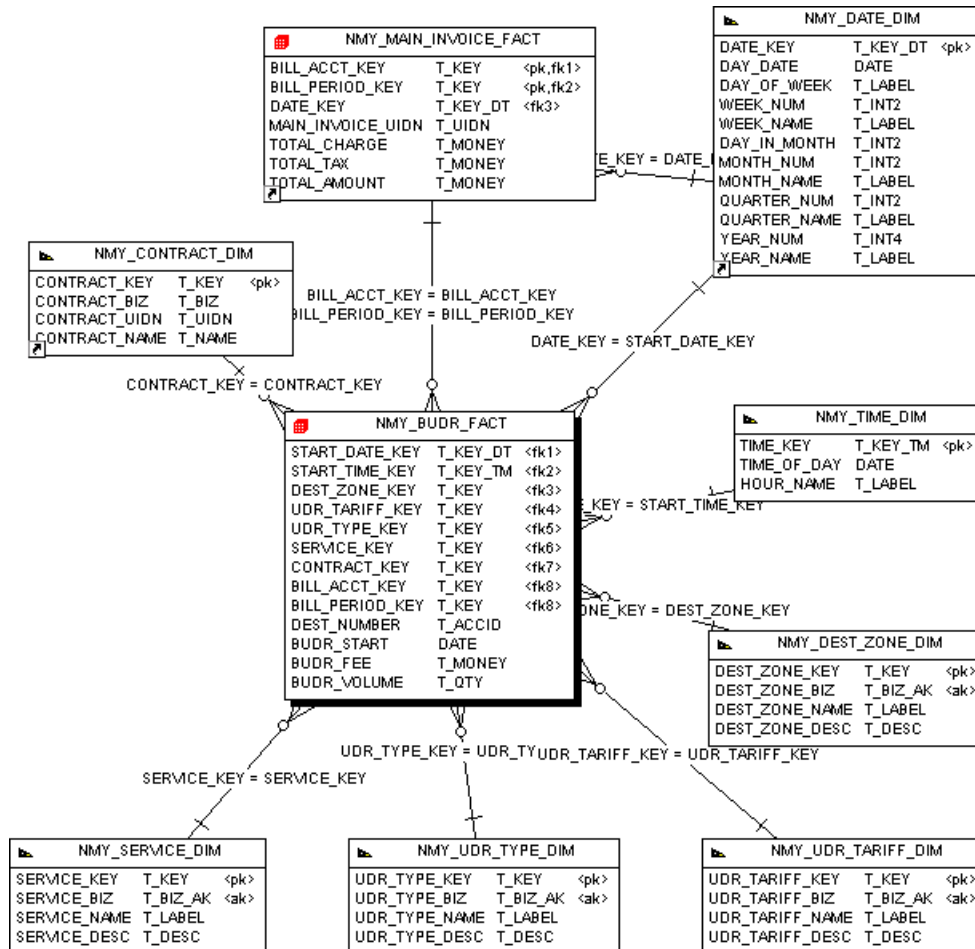 NMY_MAIN_INVOICE_FACT
BILL_ACCT_KEY T_KEY <pk,fk1>
BILL_PERIOD_KEY T_KEY <pk,fk2>
DATE_KEY T_KEY_DT <fk3>
MAIN_INVOICE_UIDN T_UIDN
TOTAL_CHARGE T_MONEY
TOTAL_TAX T_MONEY
TOTAL_AMOUNT T_MONEY
NMY_DATE_DIM
DATE_KEY T_KEY_DT <pk>
DAY_DATE DATE
DAY_OF_WEEK T_LABEL
WEEK_NUM T_INT2
WEEK_NAME T_LABEL
DAY_IN_MONTH T_INT2
MONTH_NUM T_INT2
MONTH_NAME T_LABEL
QUARTER_NUM T_INT2
QUARTER_NAME T_LABEL
YEAR_NUM T_INT4
YEAR_NAME T_LABEL
TE_KEY = DATE_
NMY_CONTRACT_DIM
CONTRACT_KEY T_KEY <pk>
CONTRACT_BIZ T_BIZ
CONTRACT_UIDN T_UIDN
CONTRACT_NAME T_NAME
BILL_ACCT_KEY = BILL_ACCT_KEY
BILL_PERIOD_KEY = BILL_PERIOD_KEY
DATE_KEY = START_DATE_KEY
CONTRACT_KEY = CONTRACT_KEY
NMY_BUDR_FACT
START_DATE_KEY T_KEY_DT <fk1>
START_TIME_KEY T_KEY_TM <fk2>
DEST_ZONE_KEY T_KEY <fk3>
UDR_TARIFF_KEY T_KEY <fk4>
UDR_TYPE_KEY T_KEY <fk5>
SERVICE_KEY T_KEY <fk6>
CONTRACT_KEY T_KEY <fk7>
BILL_ACCT_KEY T_KEY <fk8>
BILL_PERIOD_KEY T_KEY <fk8>
DEST_NUMBER T_ACCID
BUDR_START DATE
BUDR_FEE T_MONEY
BUDR_VOLUME T_QTY
NMY_TIME_DIM
TIME_KEY T_KEY_TM <pk>
TIME_OF_DAY DATE
HOUR_NAME T_LABEL
E_KEY = START_TIME_KEY
ONE_KEY = DEST_ZONE_KEY
NMY_DEST_ZONE_DIM
DEST_ZONE_KEY T_KEY <pk>
DEST_ZONE_BIZ T_BIZ_AK <ak>
DEST_ZONE_NAME T_LABEL
DEST_ZONE_DESC T_DESC
UDR_TYPE_KEY = UDR_TY
UDR_TARIFF_KEY = UDR_TARIFF_KEY
SERVICE_KEY = SERVICE_KEY
NMY_SERVICE_DIM
SERVICE_KEY T_KEY <pk>
SERVICE_BIZ T_BIZ_AK <ak>
SERVICE_NAME T_LABEL
SERVICE_DESC T_DESC
NMY_UDR_TYPE_DIM
UDR_TYPE_KEY T_KEY <pk>
UDR_TYPE_BIZ T_BIZ_AK <ak>
UDR_TYPE_NAME T_LABEL
UDR_TYPE_DESC T_DESC
NMY_UDR_TARIFF_DIM
UDR_TARIFF_KEY T_KEY <pk>
UDR_TARIFF_BIZ T_BIZ_AK <ak>
UDR_TARIFF_NAME T_LABEL
UDR_TARIFF_DESC T_DESC